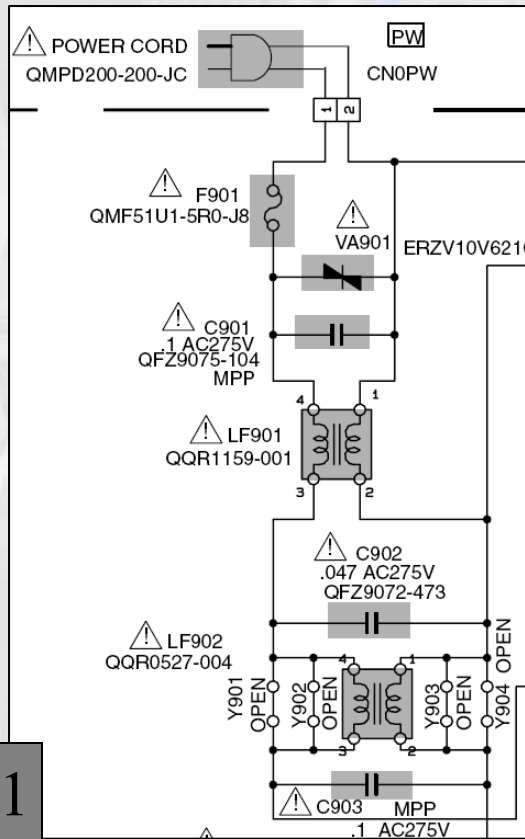 POWER CORD
QMPD200-200-JC
PW
CN0PW
1 2
F901
QMF51U1-5R0-J8
VA901
ERZV10V621
C901
.1 AC275V
QFZ9075-104
MPP
4 1
LF901
QQR1159-001
3 2
C902
.047 AC275V
QFZ9072-473
LF902
QQR0527-004
Y901
OPEN
Y902
OPEN
4 1
3 2
Y903
OPEN
Y904
OPEN
C903
MPP
.1 AC275V
1